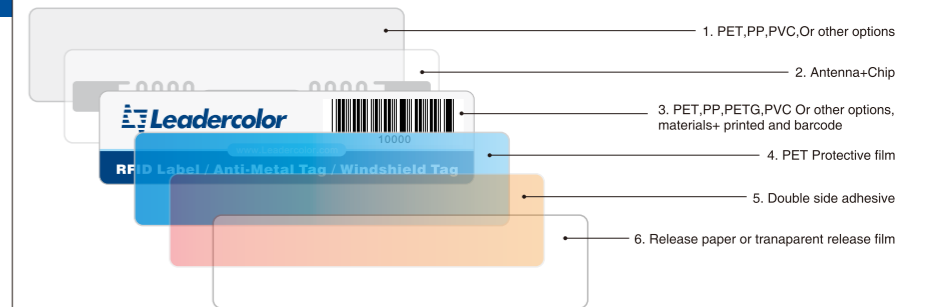 1. PET,PP,PVC,Or other options
2. Antenna+Chip
Leadercolor
10000
3. PET,PP,PETG,PVC Or other options,
materials+ printed and barcode
4. PET Protective film
RFID Label / Anti-Metal Tag / Windshield Tag
5. Double side adhesive
6. Release paper or tranaparent release film